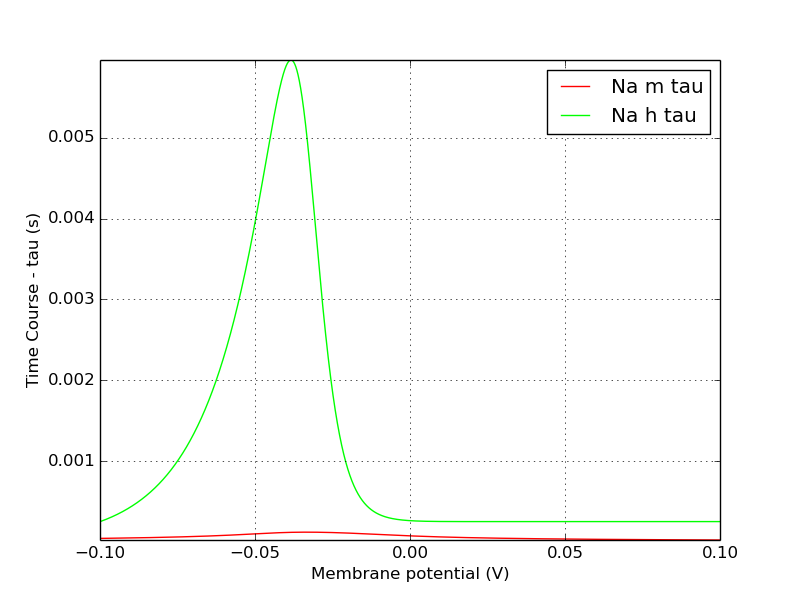 Na m tau
Na h tau
0.005
0.004
0.003
0.002
0.001
Time Course - tau (s)
−0.10
−0.05
0.00
0.05
0.10
Membrane potential (V)